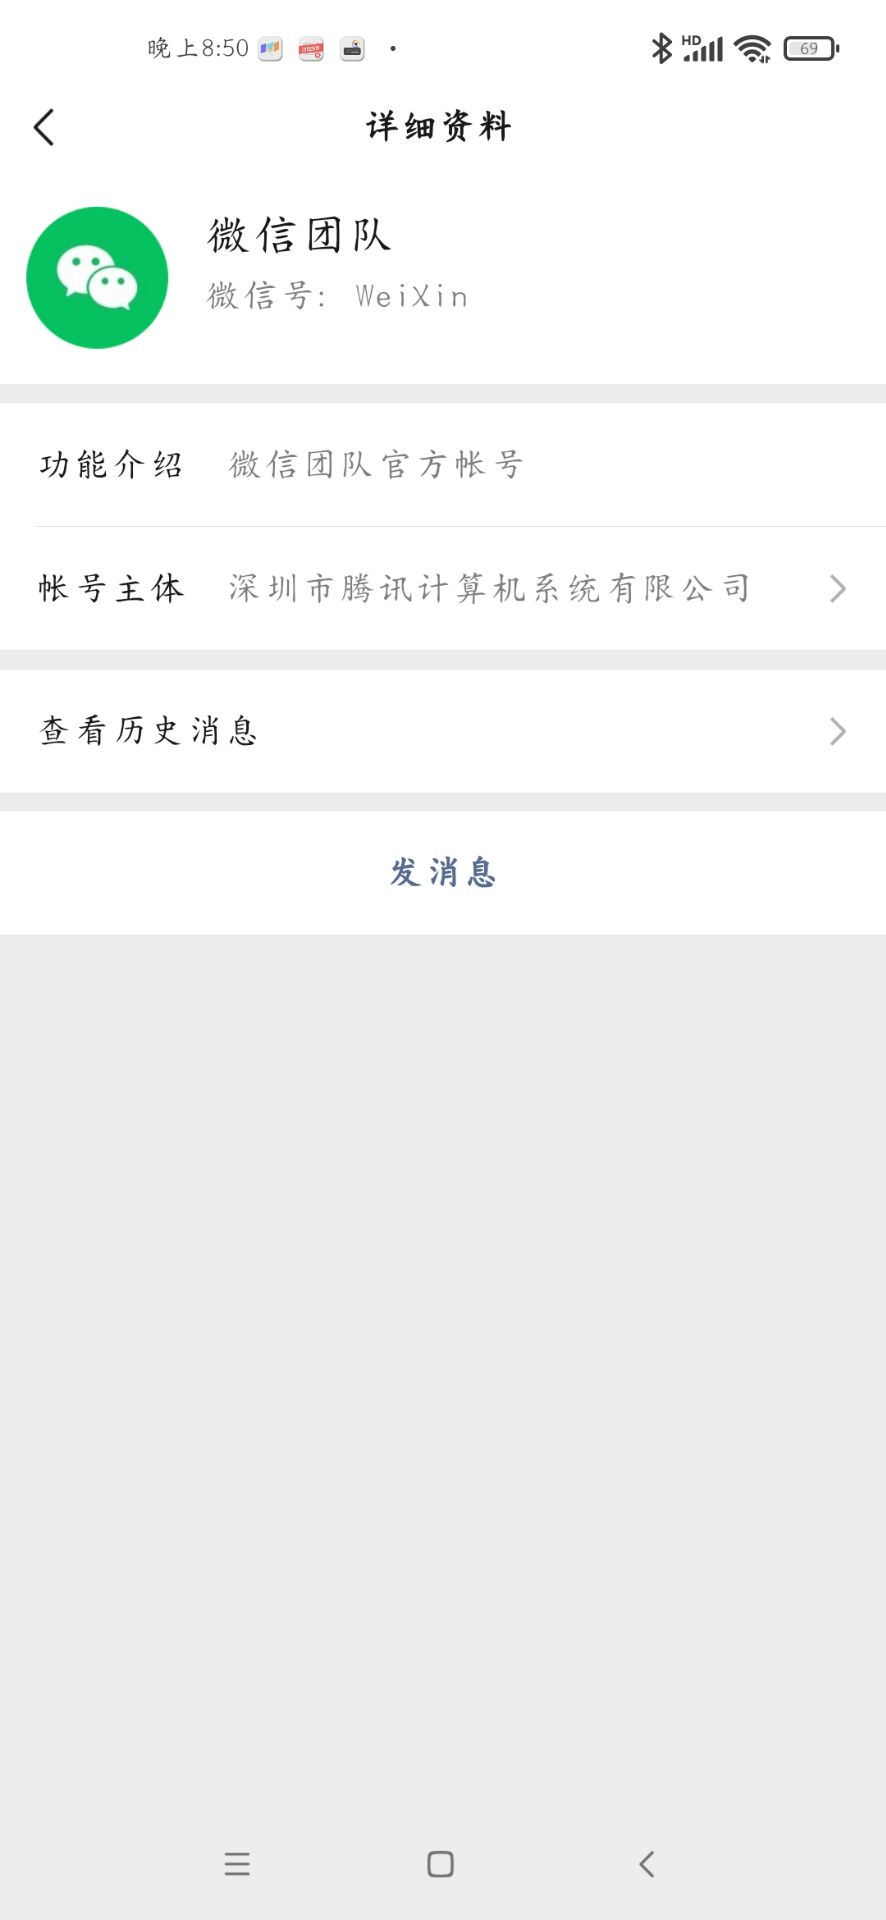 晚上8:50
HD
69
详细资料
微信团队
微信号: WeiXin
功能介绍 微信团队官方帐号
帐号主体 深圳市腾讯计算机系统有限公司
查看历史消息
发消息